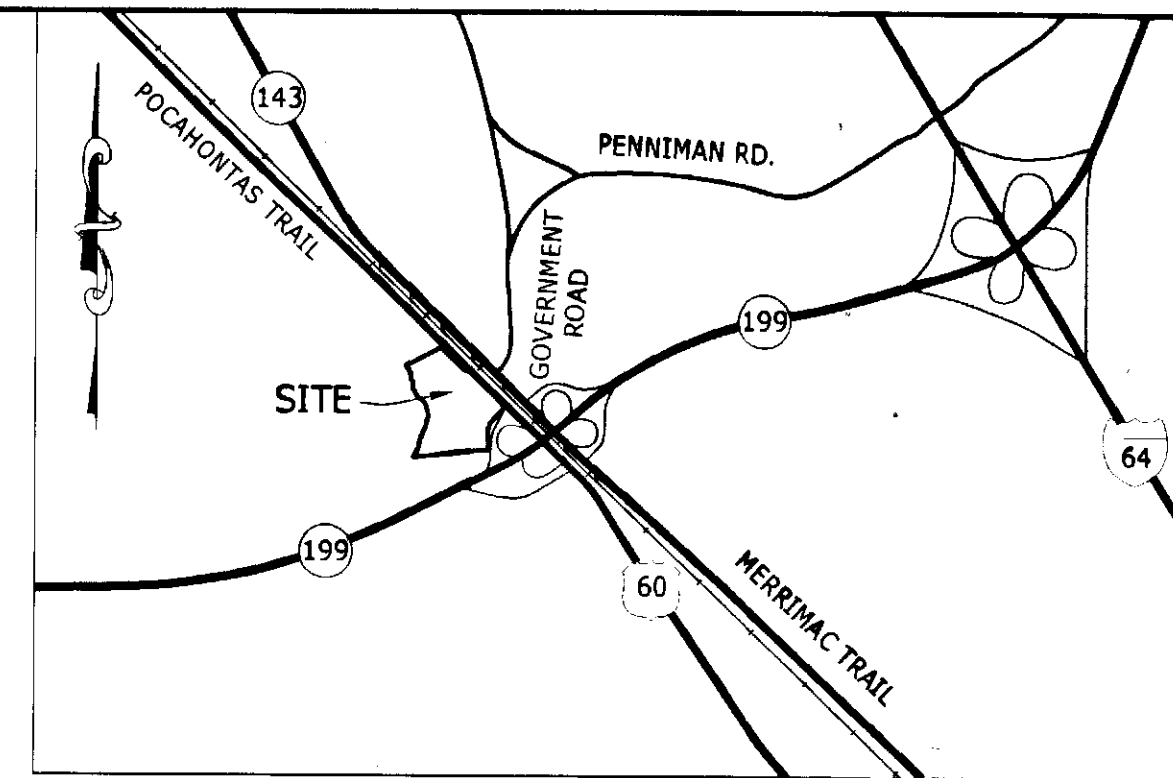 143
POCAHONTAS TRAIL
PENNIMAN RD.
GOVERNMENT
ROAD
199
SITE
64
199
60
MERRIMAC TRAIL